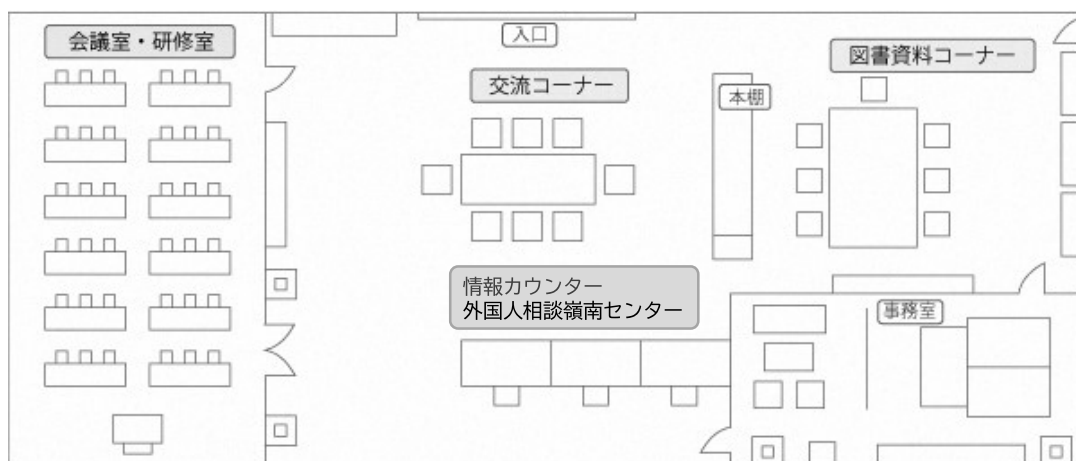 会議室・研修室
入口
交流コーナー
本棚
図書資料コーナー
情報カウンター
外国人相談嶺南センター
事務室